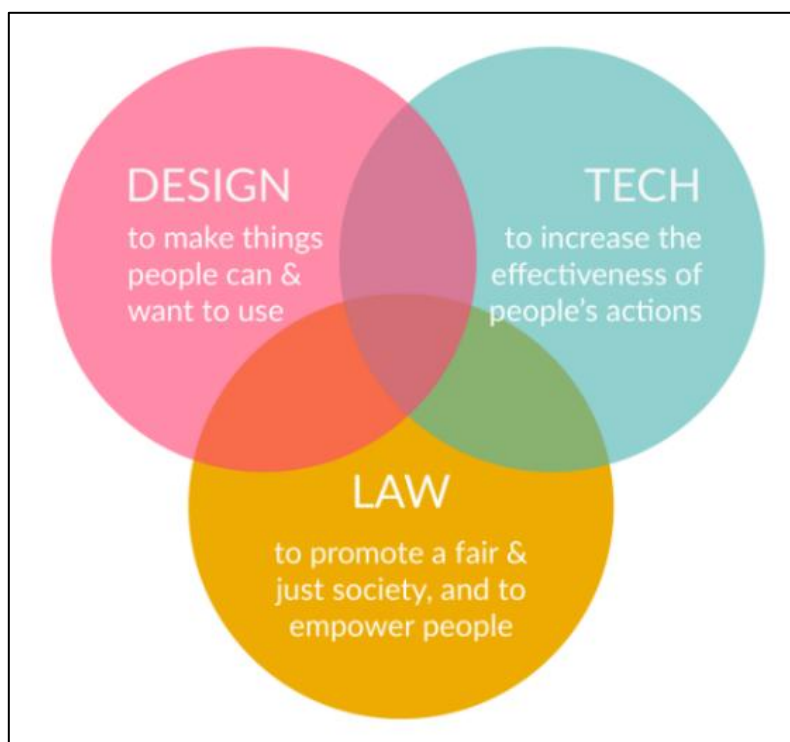 DESIGN
to make things
people can &
want to use
TECH
to increase the
effectiveness of
people's actions
LAW
to promote a fair &
just society, and to
empower people